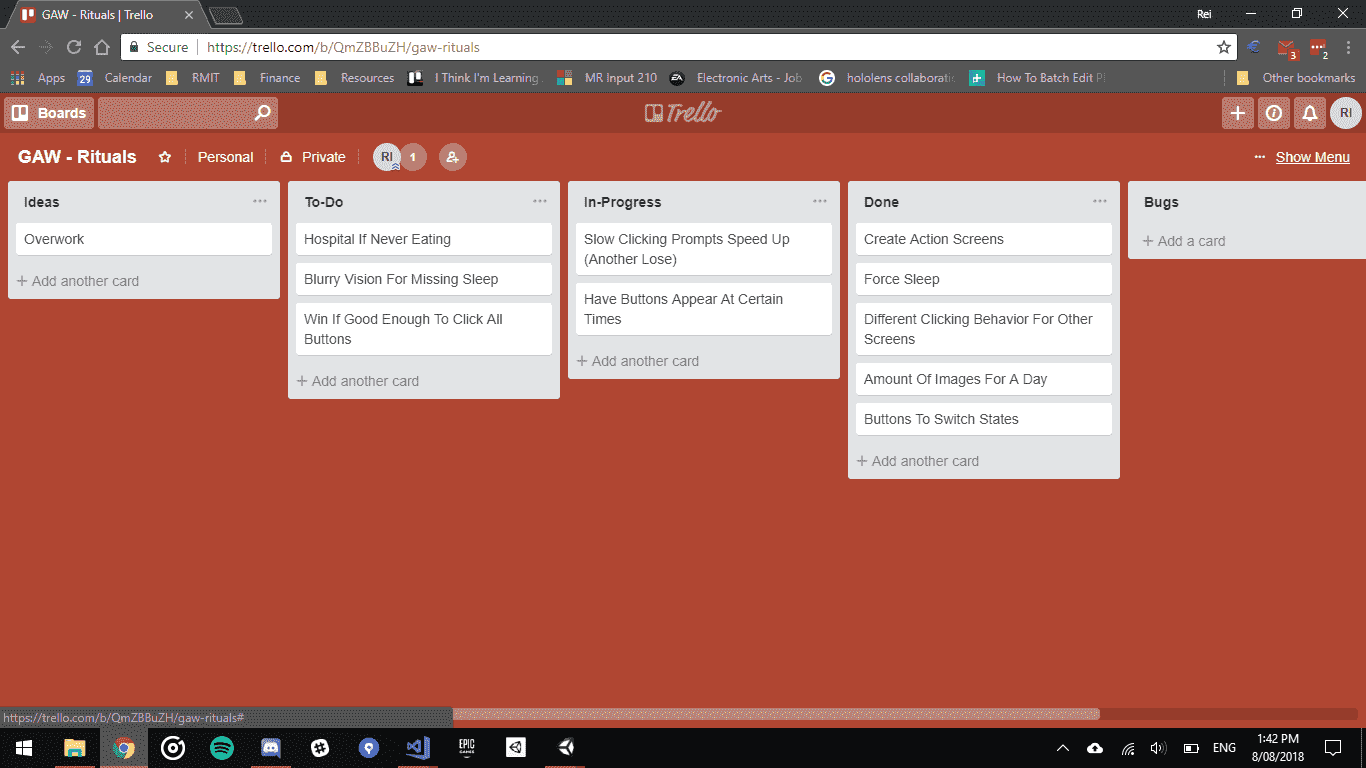 GAW - Rituals | Trello
Rei
Secure
https://trello.com/b/QmZBBuZH/gaw-rituals
3
2
Apps
29
Calendar
RMIT
Finance
Resources
I Think I'm Learning
MR Input 210
EA
Electronic Arts - Job
G
hololens collaborati
How To Batch Edit Pi
Other bookmarks
Boards
Trello
RI
GAW - Rituals
Personal
Private
RI
1
Show Menu
Ideas
Overwork
+ Add another card
To-Do
Hospital If Never Eating
Blurry Vision For Missing Sleep
Win If Good Enough To Click All
Buttons
+ Add another card
In-Progress
Slow Clicking Prompts Speed Up
(Another Lose)
Have Buttons Appear At Certain
Times
+ Add another card
Done
Create Action Screens
Force Sleep
Different Clicking Behavior For Other
Screens
Amount Of Images For A Day
Buttons To Switch States
+ Add another card
Bugs
+ Add a card
https://trello.com/b/QmZBBuZH/gaw-rituals#
EPIC
GAMES
ENG
1:42 PM
8/08/2018